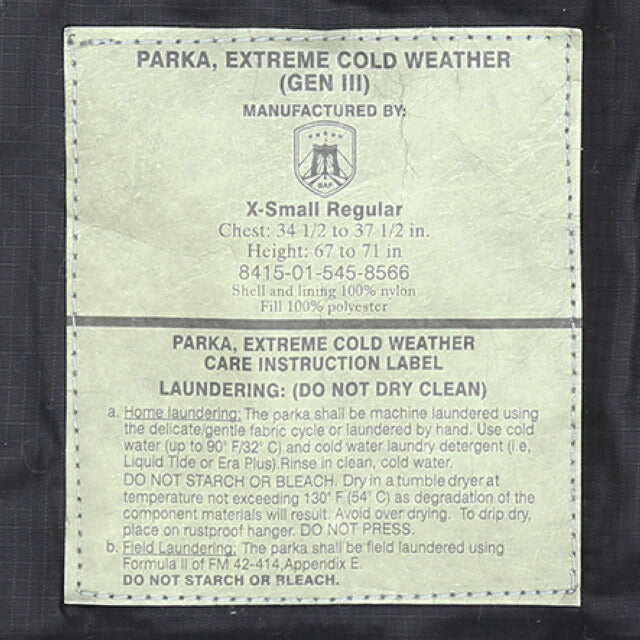 PARKA, EXTREME COLD WEATHER
(GEN III)
MANUFACTURED BY:
X-Small Regular
Chest: 34 1/2 to 37 1/2 in.
Height: 67 to 71 in
8415-01-545-8566
Shell and lining 100% nylon
Fill 100% polyester
PARKA, EXTREME COLD WEATHER
CARE INSTRUCTION LABEL
LAUNDERING: (DO NOT DRY CLEAN)
a. Home laundering: The parka shall be machine laundered using
the delicate/gentle fabric cycle or laundered by hand. Use cold
water (up to 90° F/32° C) and cold water laundry detergent (i.e,
Liquid Tide or Era Plus).Rinse in clean, cold water.
DO NOT STARCH OR BLEACH. Dry in a tumble dryer at
temperature not exceeding 130° F (54° C) as degradation of the
component materials will result. Avoid over drying. To drip dry,
place on rustproof hanger. DO NOT PRESS.
b. Field Laundering: The parka shall be field laundered using
Formula II of FM 42-414,Appendix E.
DO NOT STARCH OR BLEACH.